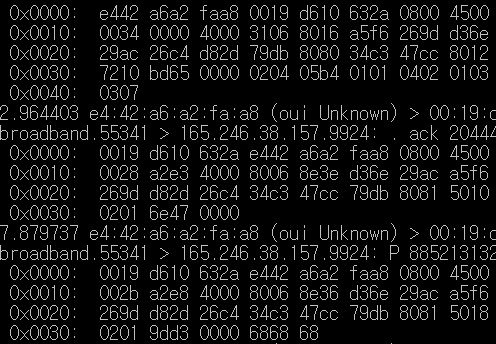 0x0000: e442 a6a2 faa8 0019 d610 632a 0800 4500
0x0010: 0034 0000 4000 3106 8016 a5f6 269d d36e
0x0020: 29ac 26c4 d82d 79db 8080 34c3 47cc 8012
0x0030: 7210 bd65 0000 0204 05b4 0101 0402 0103
0x0040: 0307
2.964403 e4:42:a6:a2:fa:a8 (oui Unknown) > 00:19:
broadband.55341 > 165.246.38.157.9924: . ack 20444
0x0000: 0019 d610 632a e442 a6a2 faa8 0800 4500
0x0010: 0028 a2e3 4000 8006 8e3e d36e 29ac a5f6
0x0020: 269d d82d 26c4 34c3 47cc 79db 8081 5010
0x0030: 0201 6e47 0000
7.879737 e4:42:a6:a2:fa:a8 (oui Unknown) > 00:19:
broadband.55341 > 165.246.38.157.9924: P 885213132
0x0000: 0019 d610 632a e442 a6a2 faa8 0800 4500
0x0010: 002b a2e8 4000 8006 8e36 d36e 29ac a5f6
0x0020: 269d d82d 26c4 34c3 47cc 79db 8081 5018
0x0030: 0201 9dd3 0000 6868 68